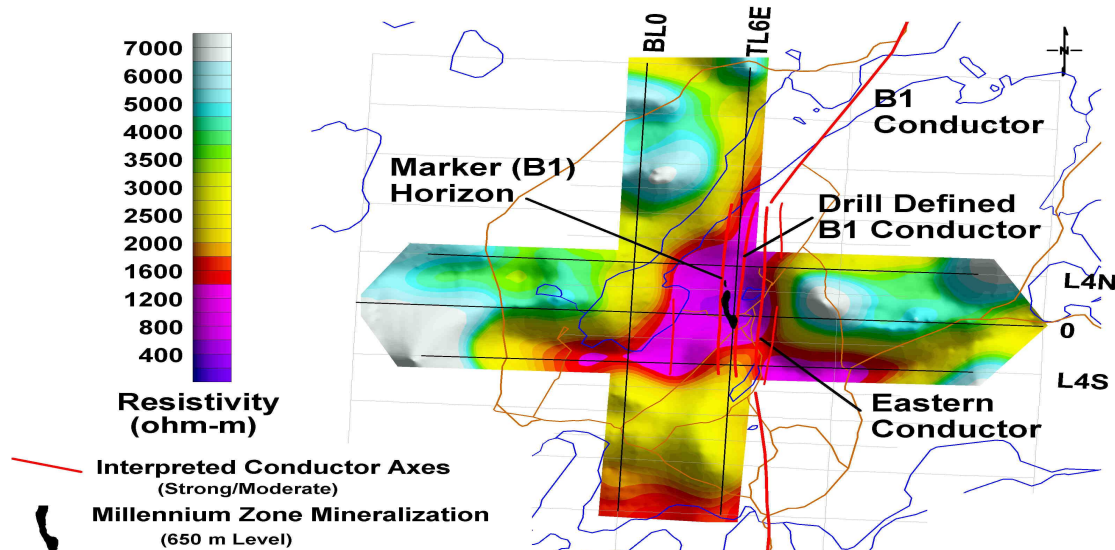 BL0
TL6E
N
7000
6000
5000
4000
3500
3000
2500
2000
1600
1200
800
400
Resistivity
(ohm-m)
B1
Conductor
Marker (B1)
Horizon
Drill Defined
B1 Conductor
L4N
0
L4S
Eastern
Conductor
Interpreted Conductor Axes
(Strong/Moderate)
Millennium Zone Mineralization
(650 m Level)